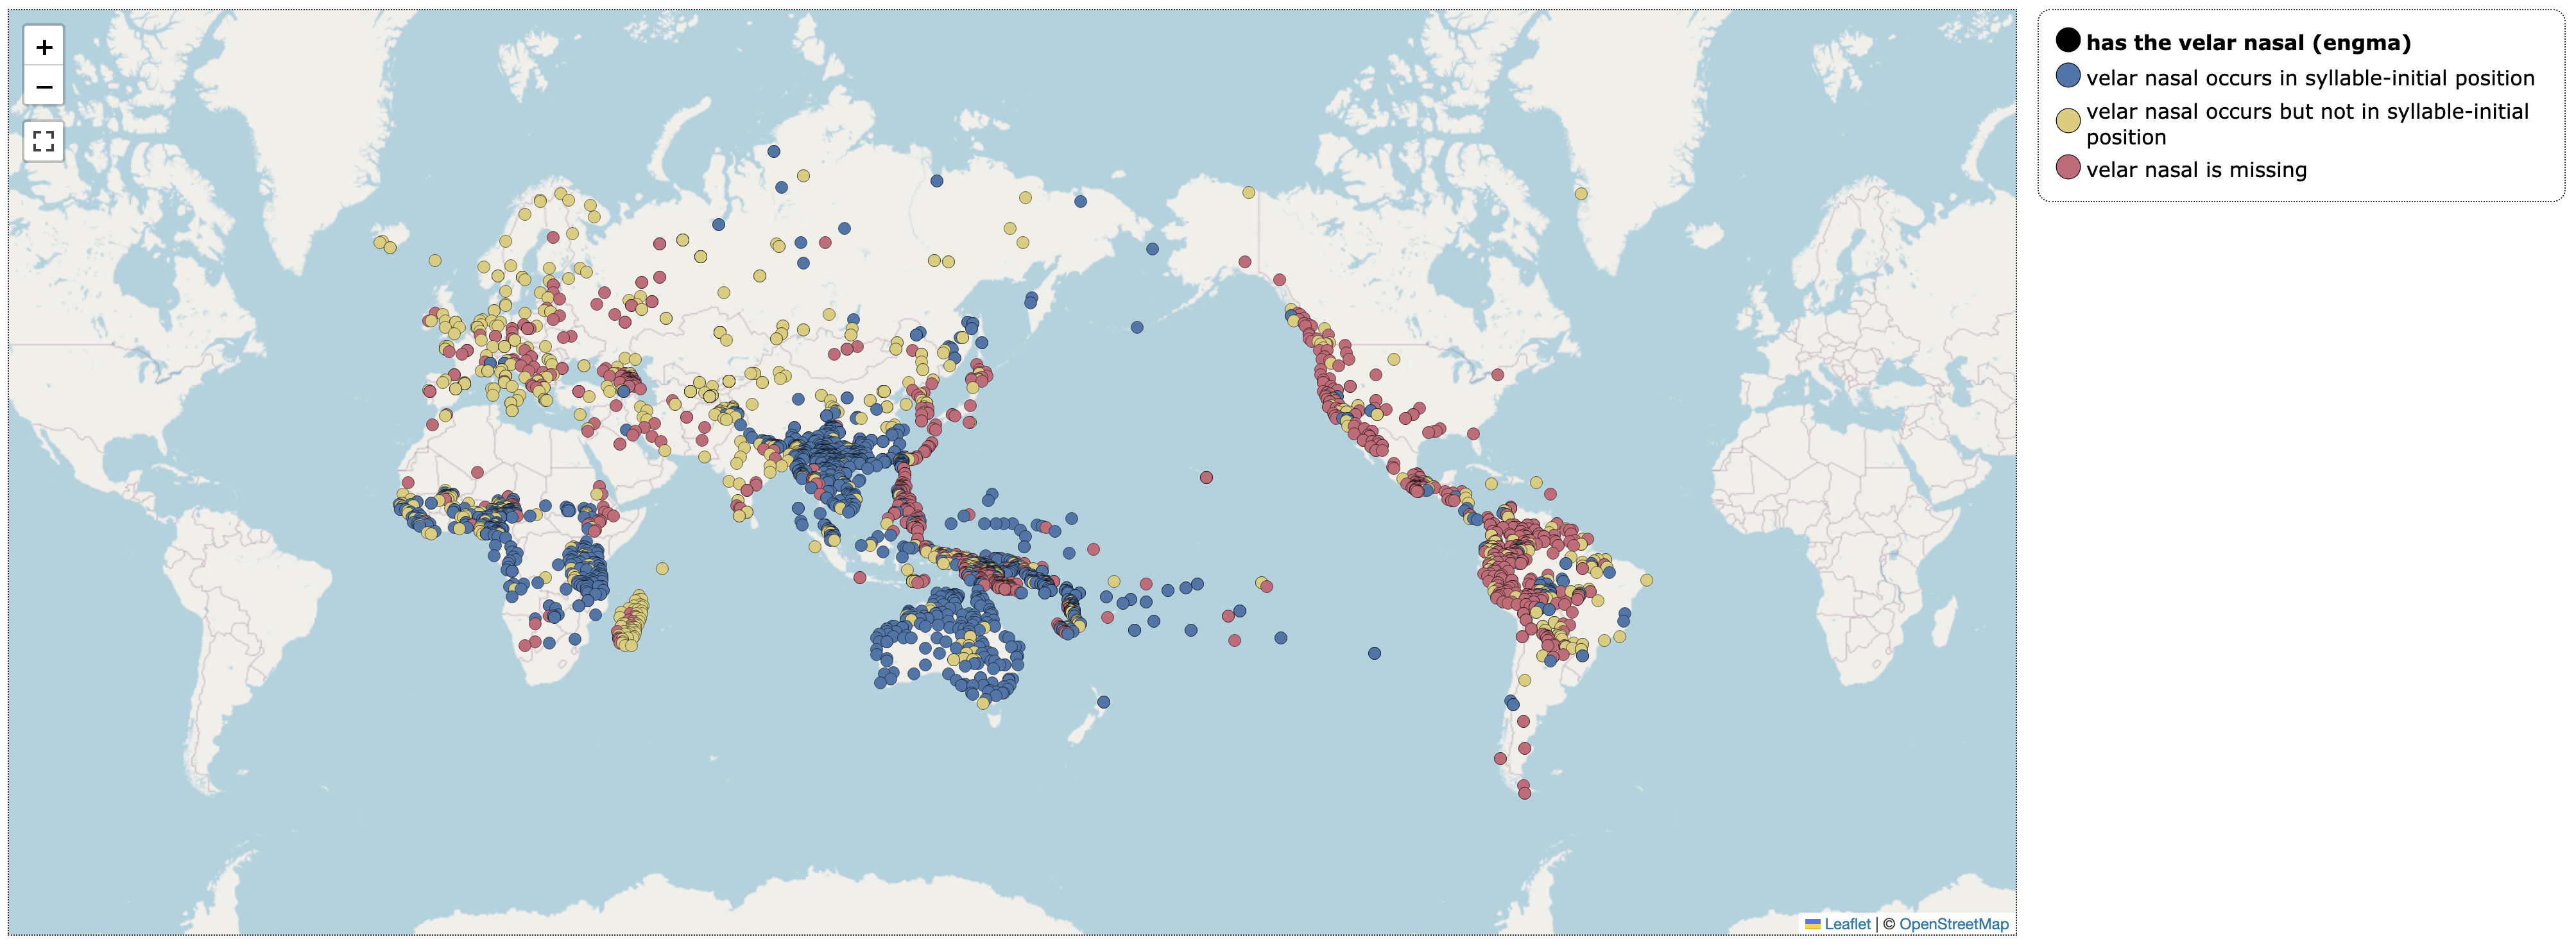 +
−
has the velar nasal (engma)
velar nasal occurs in syllable-initial position
velar nasal occurs but not in syllable-initial
position
velar nasal is missing
Leaflet | © OpenStreetMap